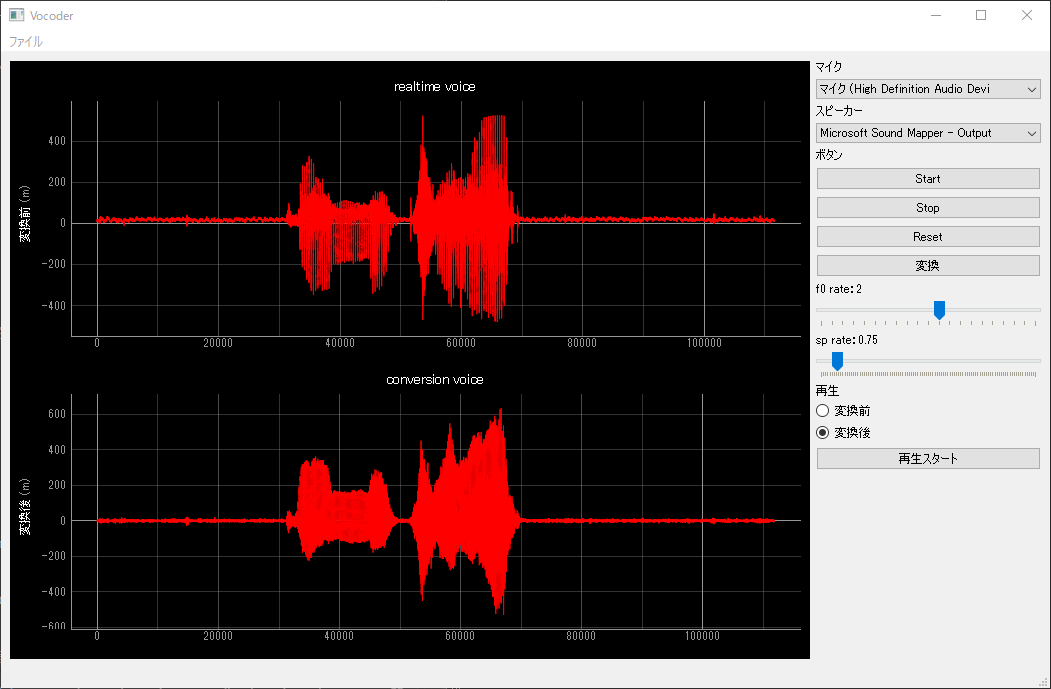 Vocoder
ファイル
realtime voice
400
200
0
-200
-400
変換前 (m)
0 20000 40000 60000 80000 100000
conversion voice
600
400
200
0
-200
-400
-600
変換後 (m)
0 20000 40000 60000 80000 100000
マイク
マイク (High Definition Audio Devi
スピーカー
Microsoft Sound Mapper - Output
ボタン
Start
Stop
Reset
変換
f0 rate: 2
sp rate: 0.75
再生
変換前
変換後
再生スタート